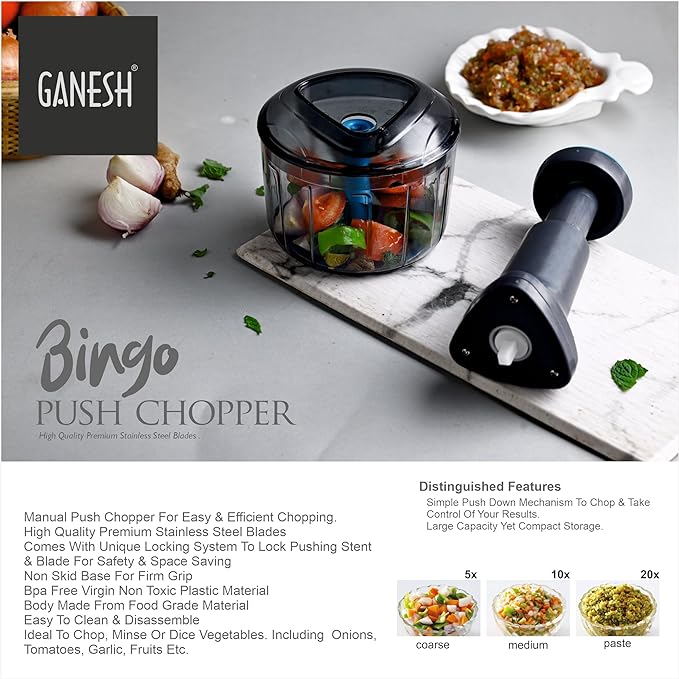 GANESH®
Bingo
PUSH CHOPPER
High Quality Premium Stainless Steel Blades .
Manual Push Chopper For Easy & Efficient Chopping.
High Quality Premium Stainless Steel Blades
Comes With Unique Locking System To Lock Pushing Stent
& Blade For Safety & Space Saving
Non Skid Base For Firm Grip
Bpa Free Virgin Non Toxic Plastic Material
Body Made From Food Grade Material
Easy To Clean & Disassemble
Ideal To Chop, Minse Or Dice Vegetables. Including Onions,
Tomatoes, Garlic, Fruits Etc.
Distinguished Features
Simple Push Down Mechanism To Chop & Take
Control Of Your Results.
Large Capacity Yet Compact Storage.
5x 10x 20x
coarse medium paste